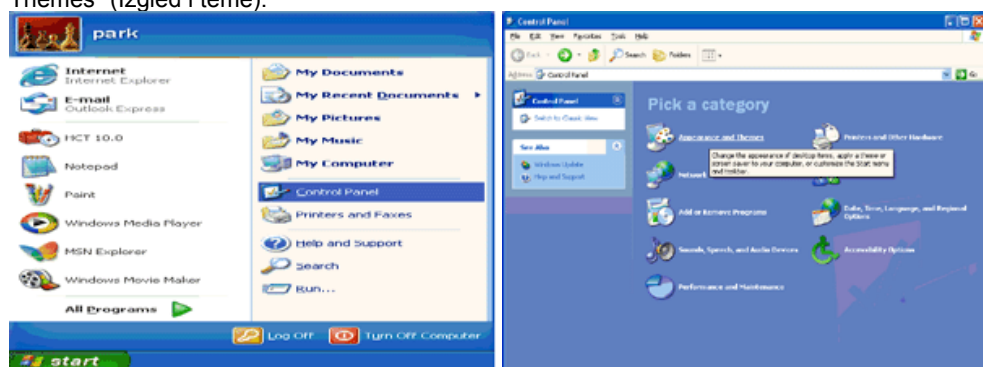 Themes" (Izgled i teme).
park
Internet
Internet Explorer
E-mail
Outlook Express
HCT 10.0
Notepad
Paint
Windows Media Player
MSN Explorer
Windows Movie Maker
All Programs
My Documents
My Recent Documents
My Pictures
My Music
My Computer
Control Panel
Printers and Faxes
Help and Support
Search
Run...
Log Off
Turn Off Computer
start
Control Panel
File Edit View Favorites Tools Help
Back Search Folders
Address Control Panel Go
Control Panel
Switch to Classic View
See Also
Windows Update
Help and Support
Pick a category
Appearance and Themes
Printers and Other Hardware
Change the appearance of desktop items, apply a theme or
screen saver to your computer, or customize the Start menu
and taskbar.
Network
Add or Remove Programs
Date, Time, Language, and Regional
Options
Sounds, Speech, and Audio Devices
Accessibility Options
Performance and Maintenance